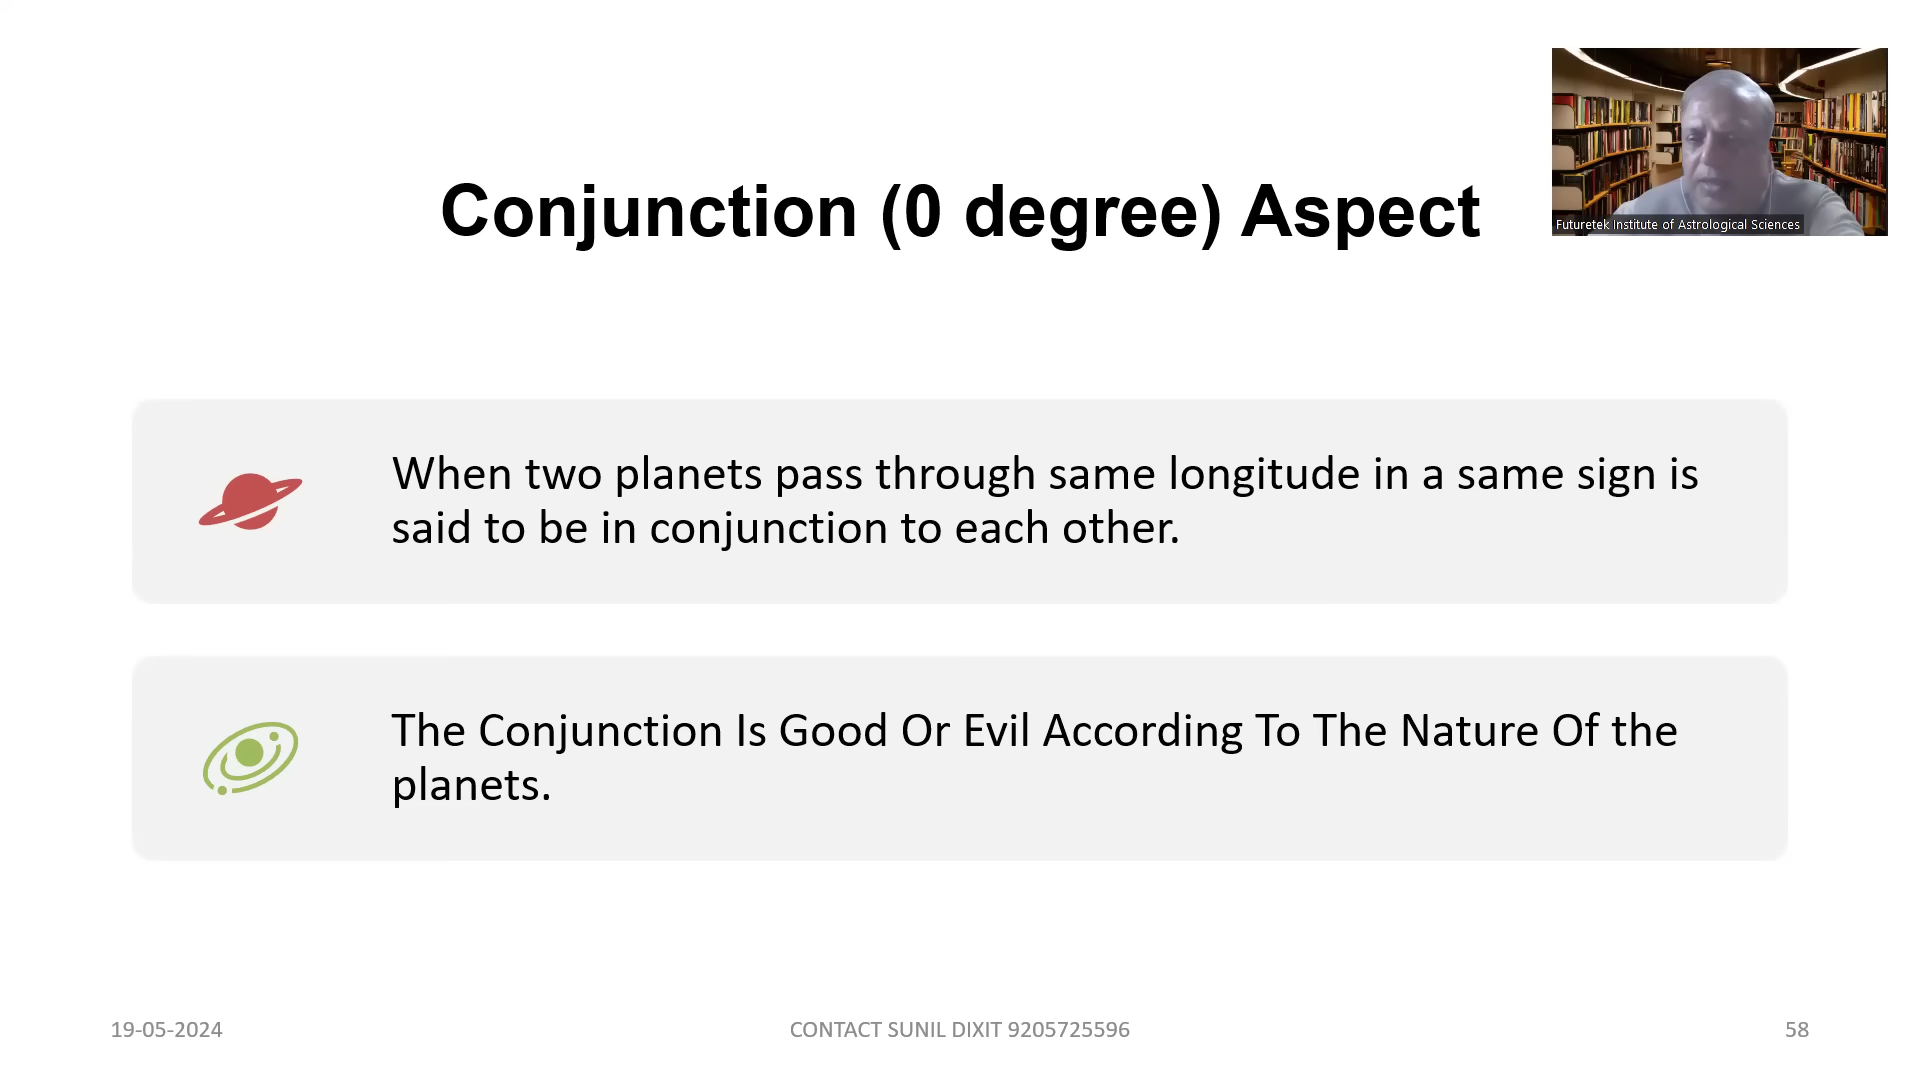 Conjunction (0 degree) Aspect
Futuretek Institute of Astrological Sciences
When two planets pass through same longitude in a same sign is
said to be in conjunction to each other.
The Conjunction Is Good Or Evil According To The Nature Of the
planets.
19-05-2024
CONTACT SUNIL DIXIT 9205725596
58